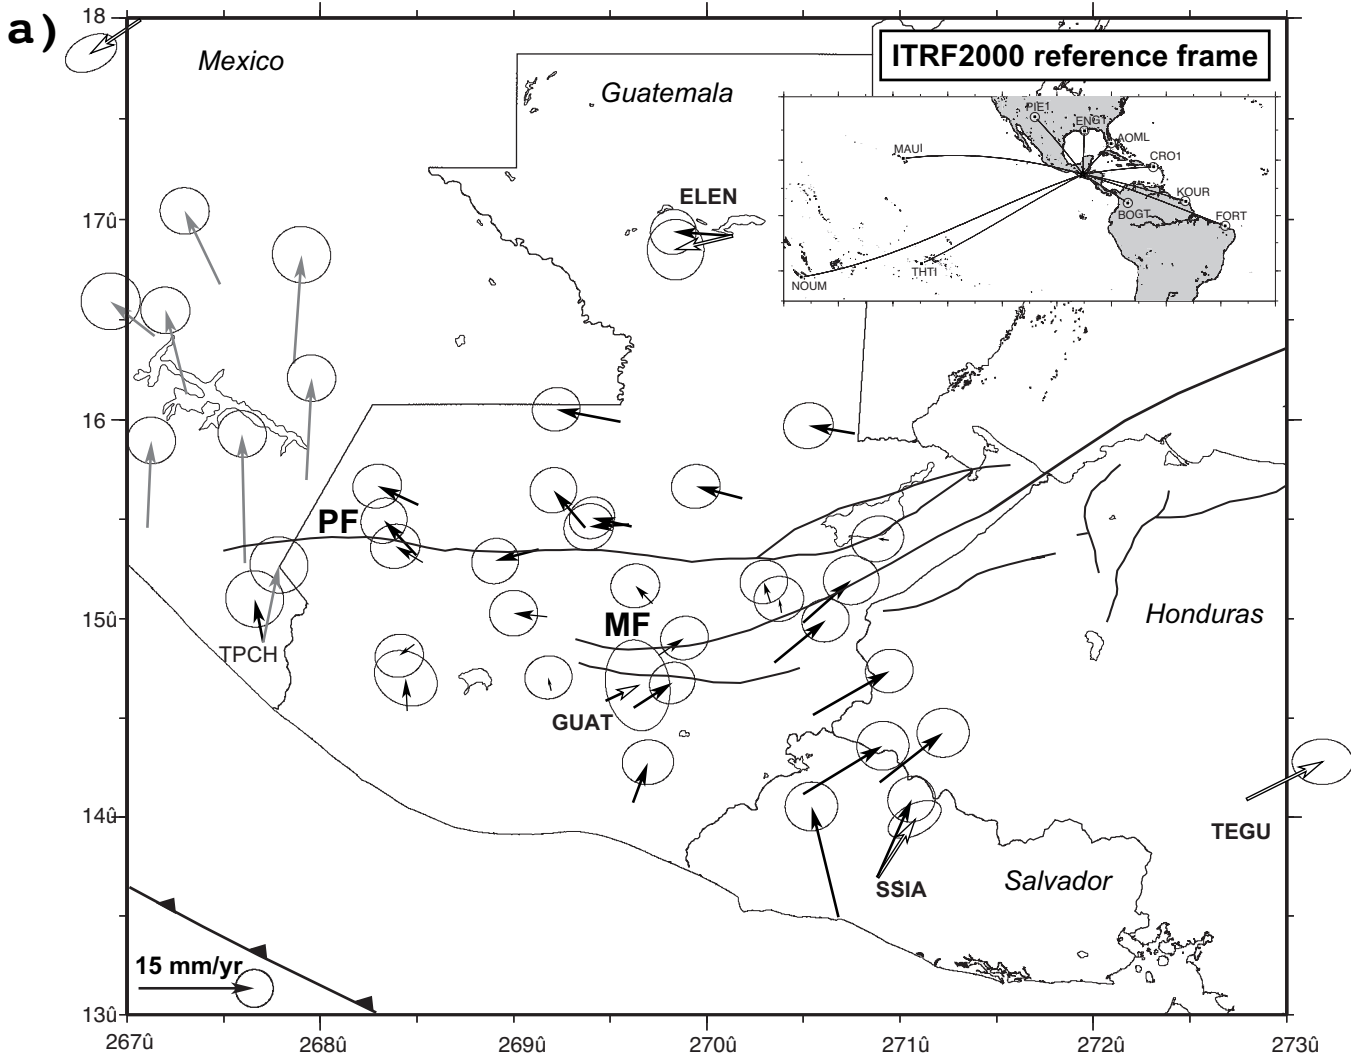 a)
18
Mexico
Guatemala
ITRF2000 reference frame
PIE1
ENG1
AOML
MAUI
CRO1
KOUR
BOGT
FORT
THTI
NOUM
ELEN
17û
16
PF
15û
MF
Honduras
TPCH
GUAT
14û
TEGU
SSIA
Salvador
15 mm/yr
13û
267û
268û
269û
270û
271û
272û
273û